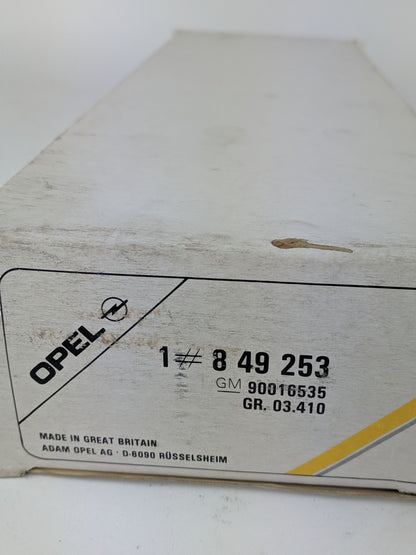 OPEL
1 # 8 49 253
GM 90016535
GR. 03.410
MADE IN GREAT BRITAIN
ADAM OPEL AG · D-6090 RÜSSELSHEIM